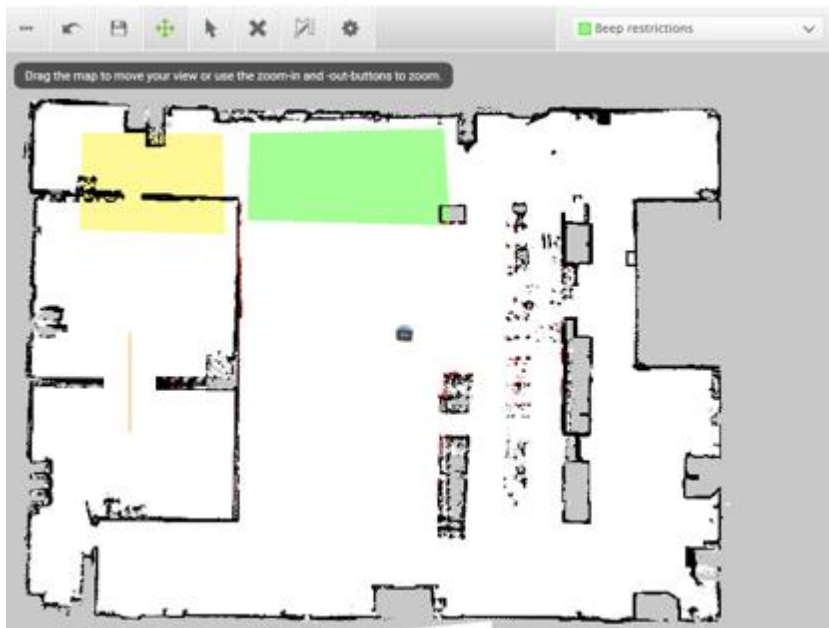 Beep restrictions
Drag the map to move your view or use the zoom-in and -out-buttons to zoom.